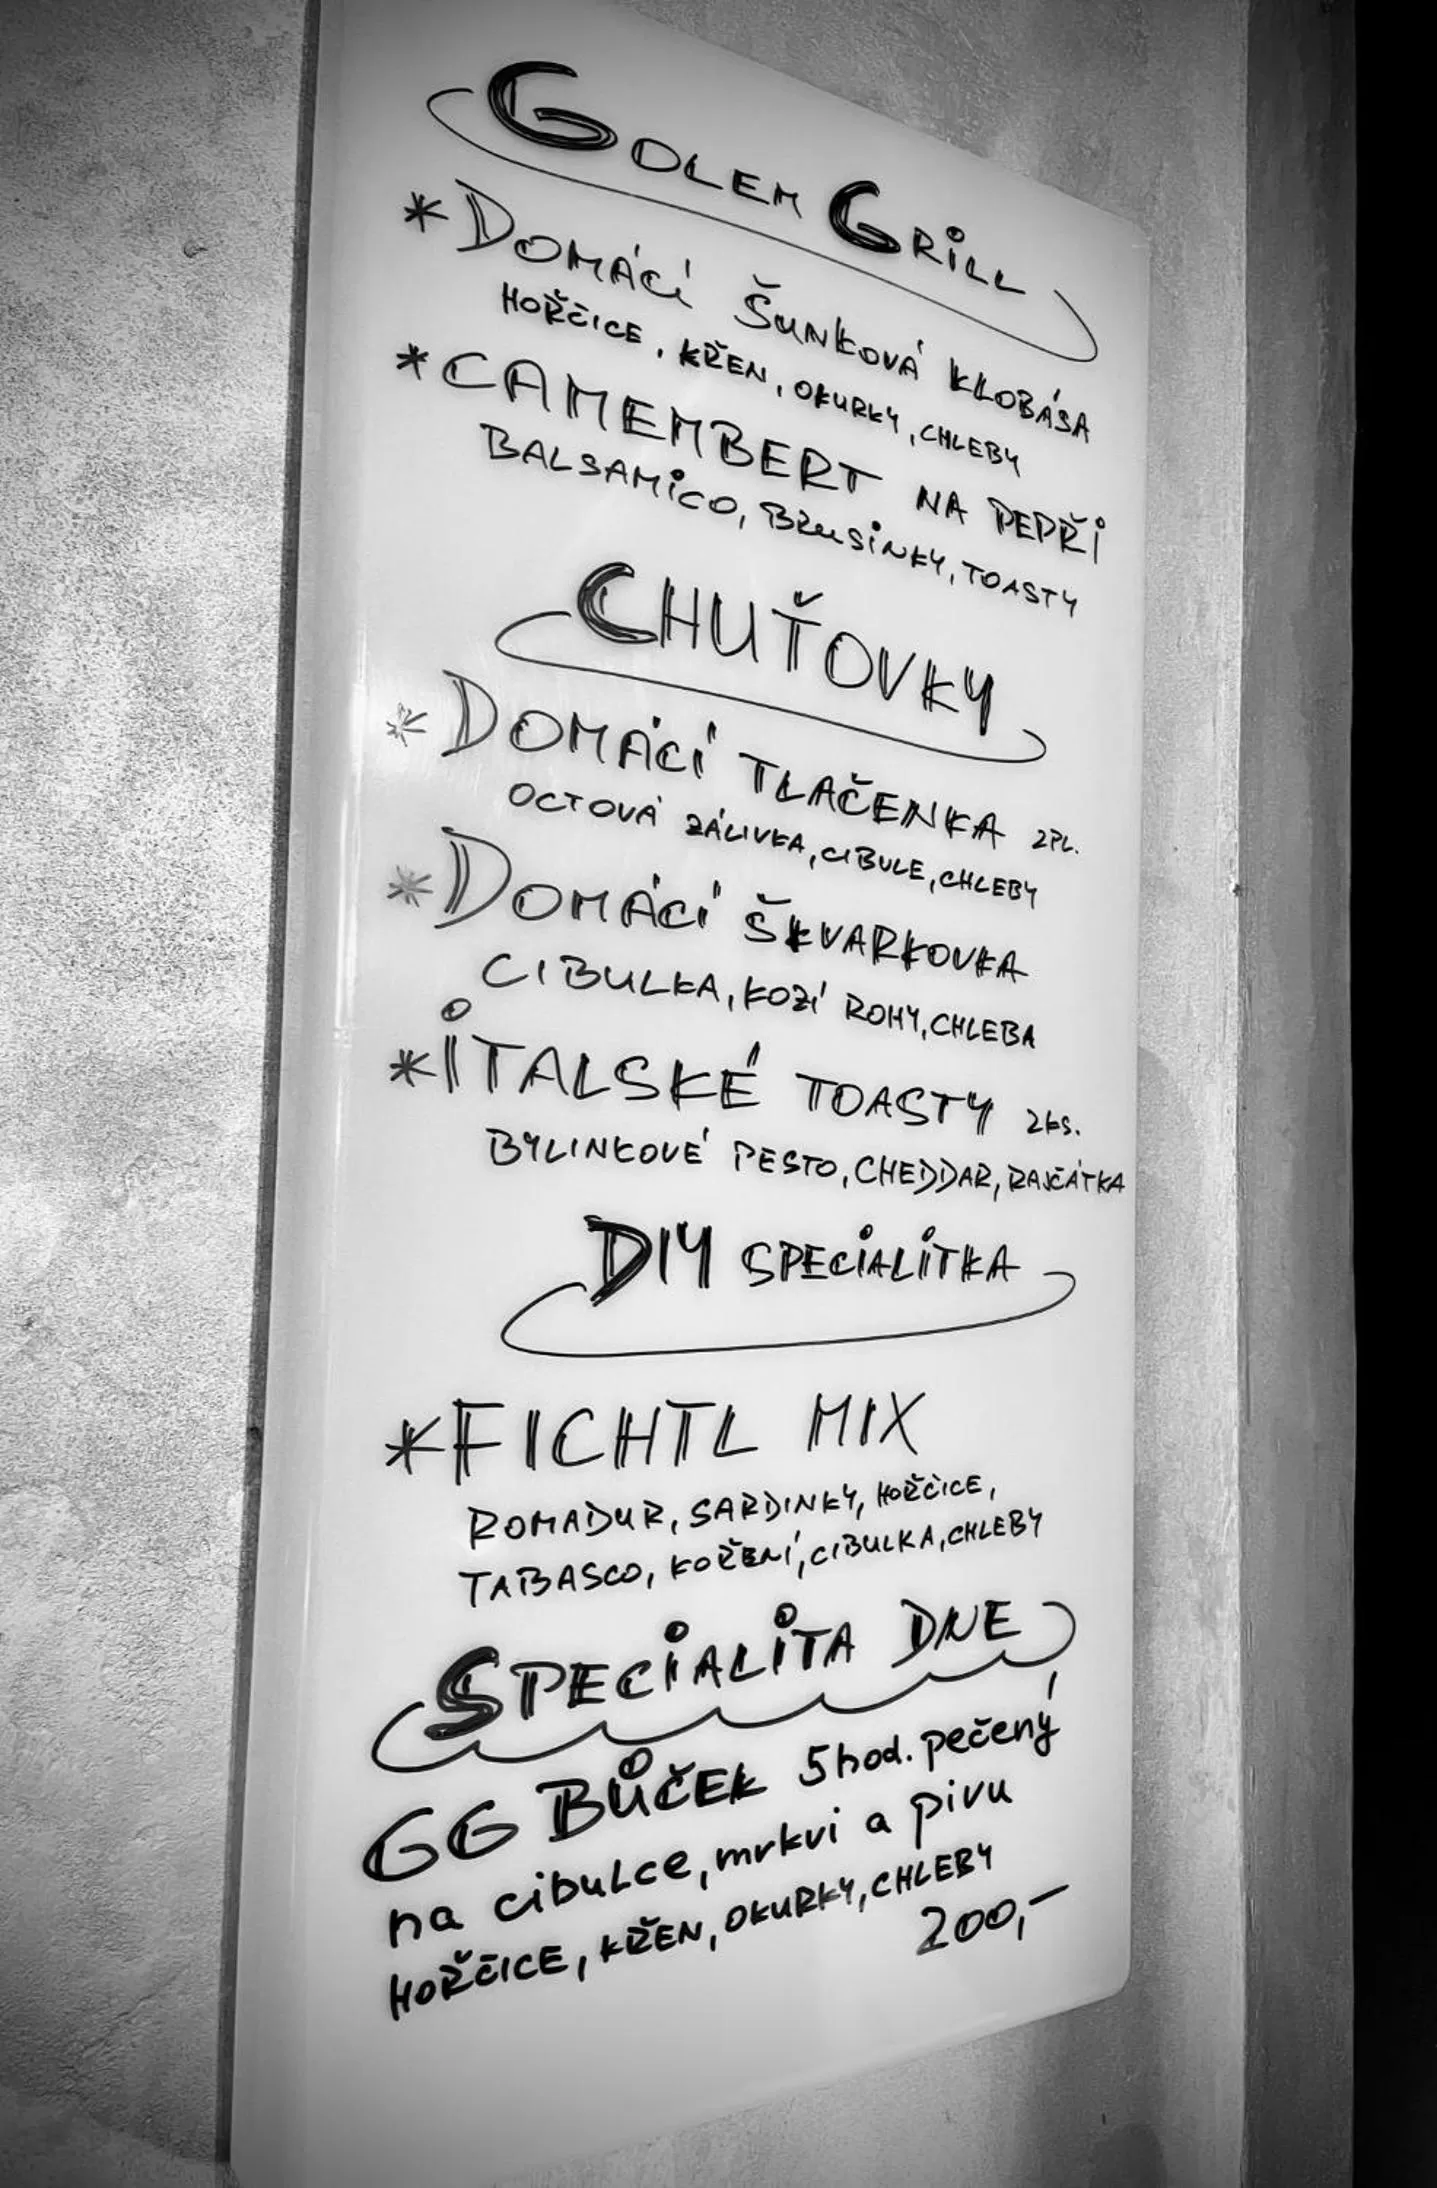 GOLEM GRILL
* DOMÁCÍ ŠUNKOVÁ KLOBÁSA
HOŘČICE, KŘEN, OKURKY, CHLEBY
* CAMEMBERT NA PEPŘI
BALSAMICO, BRUSINKY, TOASTY
CHUŤOVKY
* DOMÁCÍ TLAČENKA 2PL.
OCTOVÁ ZÁLIVKA, CIBULE, CHLEBY
* DOMÁCÍ ŠKVARKOVKA
CIBULKA, KOZÍ ROHY, CHLEBA
* ITALSKÉ TOASTY 2KS.
BYLINKOVÉ PESTO, CHEDDAR, RAJČÁTKA
DIY SPECIALITKA
* FICHTL MIX
ROMADUR, SARDINKY, HOŘČICE,
TABASCO, KOŘENÍ, CIBULKA, CHLEBY
SPECIALITA DNE
GG BŮČEK 5hod. pečený
na cibulce, mrkvi a pivu
HOŘČICE, KŘEN, OKURKY, CHLEBY
200,-